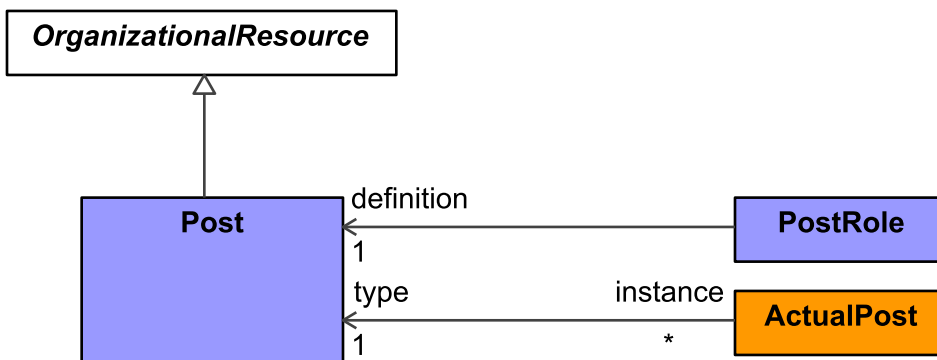 OrganizationalResource
Post
definition
PostRole
1
type
instance
ActualPost
1
*